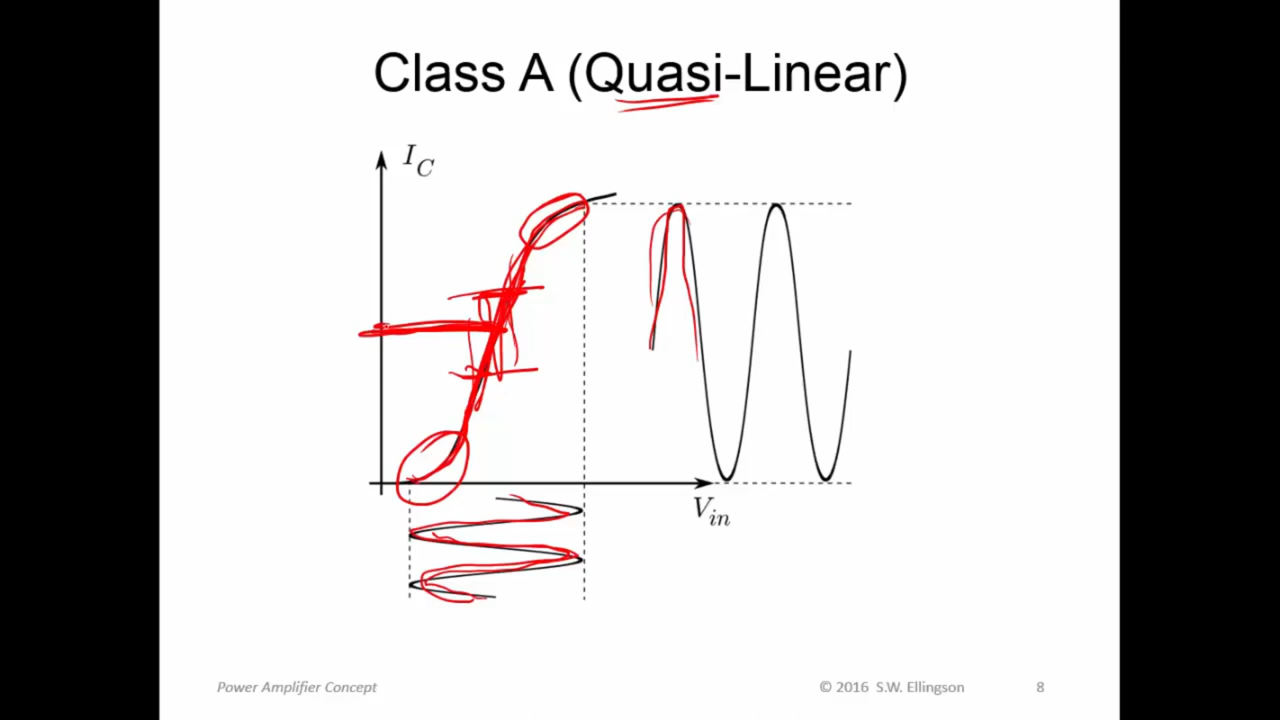 Class A (Quasi-Linear)
I_C
V_in
Power Amplifier Concept
© 2016 S.W. Ellingson
8